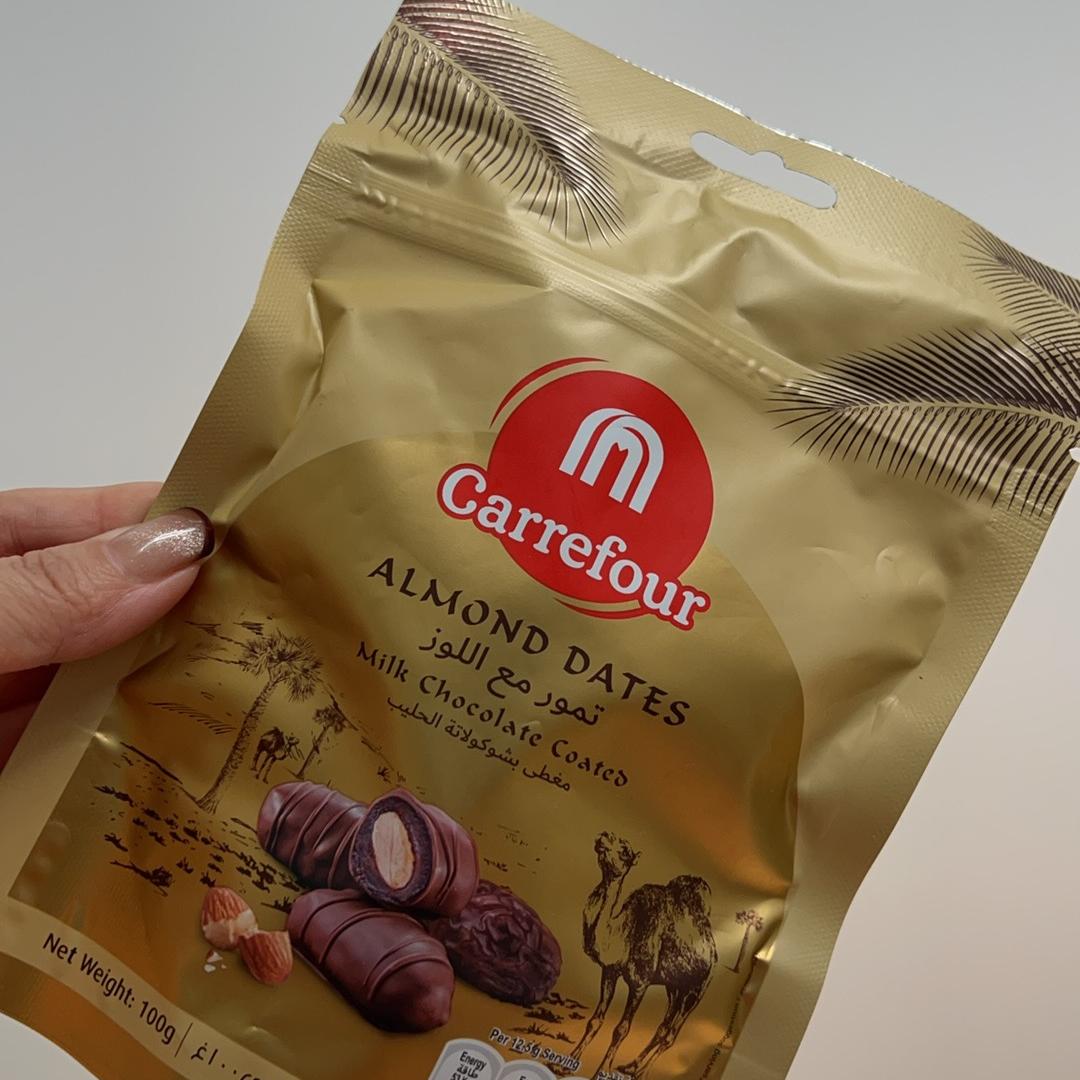 Carrefour
ALMOND DATES
تمور مع اللوز
Milk Chocolate Coated
مغطى بشوكولاتة الحليب
Net Weight: 100g
Per 12.5g Serving
Energy
طاقة